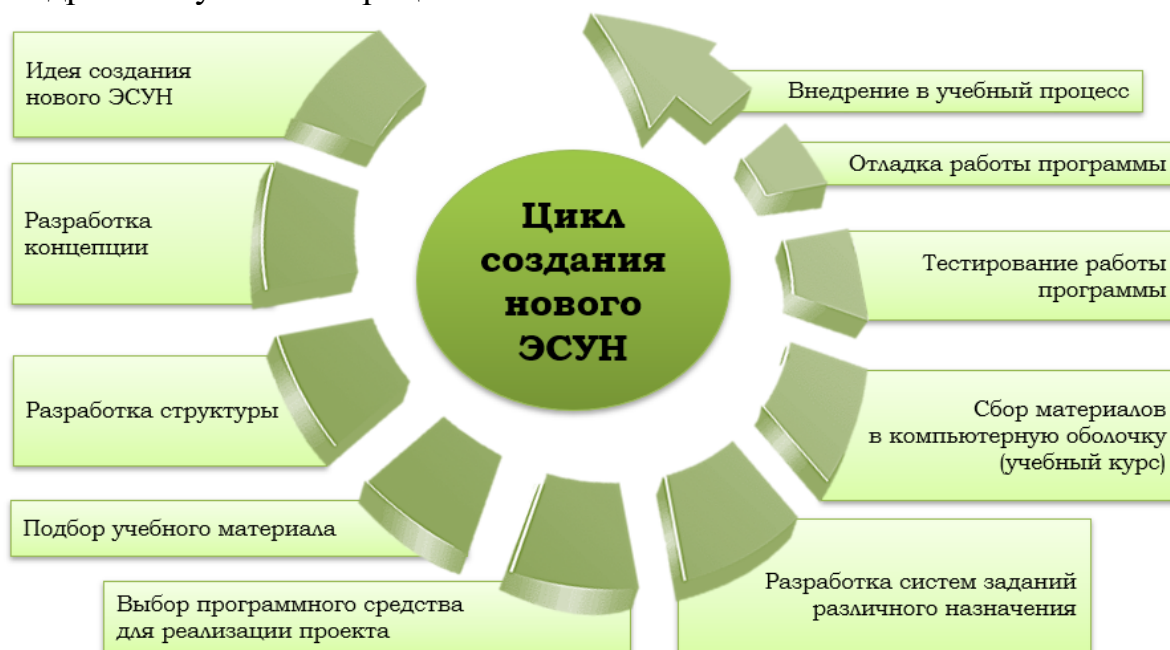 Идея создания
нового ЭСУН
Разработка
концепции
Разработка структуры
Подбор учебного материала
Выбор программного средства
для реализации проекта
Разработка систем заданий
различного назначения
Сбор материалов
в компьютерную оболочку
(учебный курс)
Тестирование работы
программы
Отладка работы программы
Внедрение в учебный процесс
Цикл
создания
нового
ЭСУН